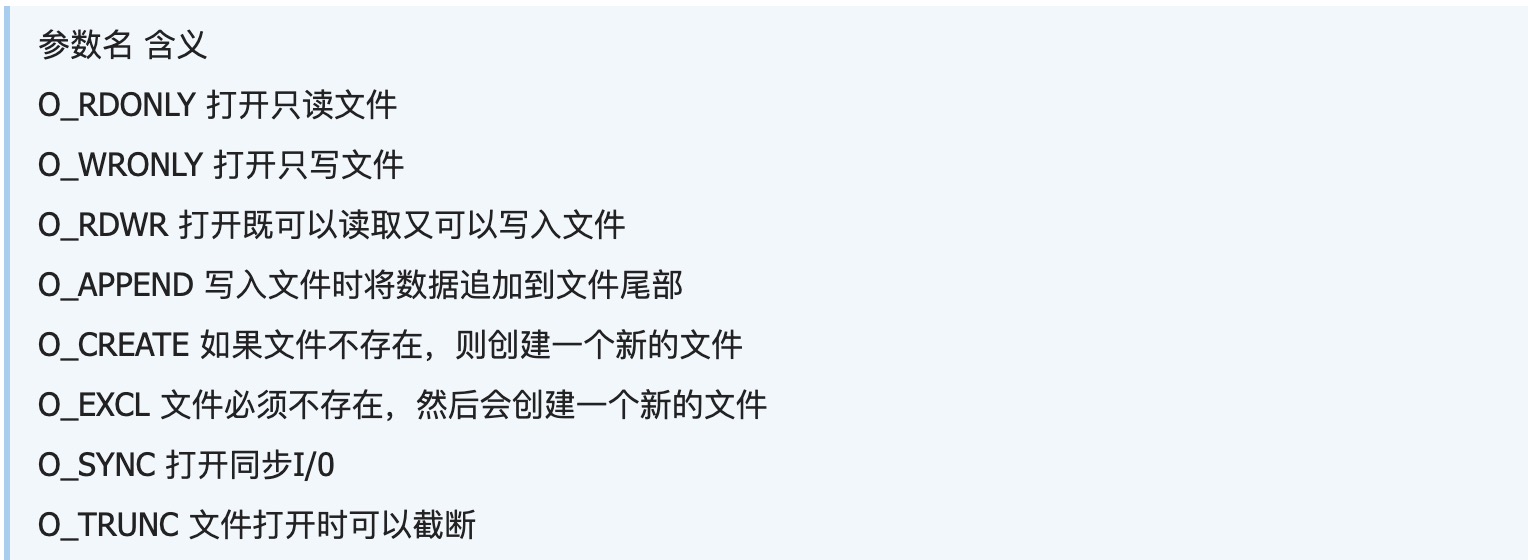 参数名 含义
O_RDONLY 打开只读文件
O_WRONLY 打开只写文件
O_RDWR 打开既可以读取又可以写入文件
O_APPEND 写入文件时将数据追加到文件尾部
O_CREATE 如果文件不存在，则创建一个新的文件
O_EXCL 文件必须不存在，然后会创建一个新的文件
O_SYNC 打开同步I/0
O_TRUNC 文件打开时可以截断